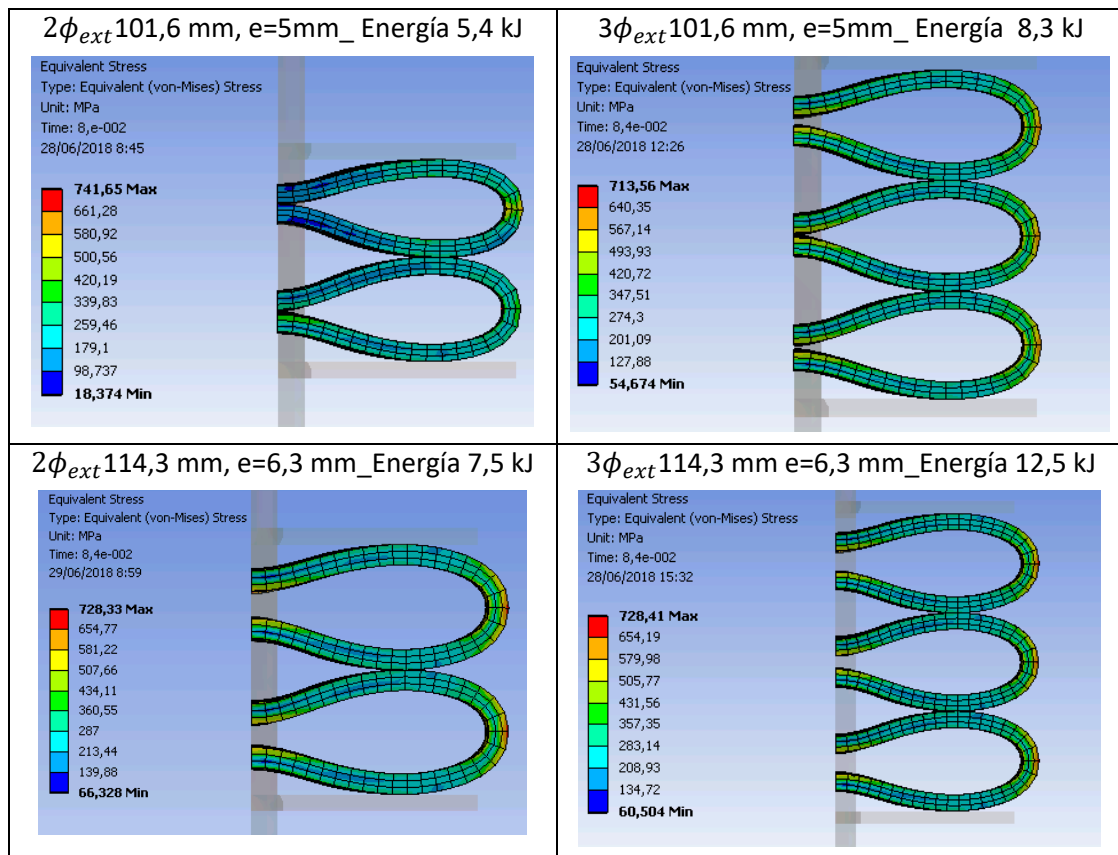 2ϕext101,6 mm, e=5mm_ Energía 5,4 kJ
Equivalent Stress
Type: Equivalent (von-Mises) Stress
Unit: MPa
Time: 8,e-002
28/06/2018 8:45
741,65 Max
661,28
580,92
500,56
420,19
339,83
259,46
179,1
98,737
18,374 Min
3ϕext101,6 mm, e=5mm_ Energía 8,3 kJ
Equivalent Stress
Type: Equivalent (von-Mises) Stress
Unit: MPa
Time: 8,4e-002
28/06/2018 12:26
713,56 Max
640,35
567,14
493,93
420,72
347,51
274,3
201,09
127,88
54,674 Min
2ϕext114,3 mm, e=6,3 mm_Energía 7,5 kJ
Equivalent Stress
Type: Equivalent (von-Mises) Stress
Unit: MPa
Time: 8,4e-002
29/06/2018 8:59
728,33 Max
654,77
581,22
507,66
434,11
360,55
287
213,44
139,88
66,328 Min
3ϕext114,3 mm e=6,3 mm_Energía 12,5 kJ
Equivalent Stress
Type: Equivalent (von-Mises) Stress
Unit: MPa
Time: 8,4e-002
28/06/2018 15:32
728,41 Max
654,19
579,98
505,77
431,56
357,35
283,14
208,93
134,72
60,504 Min